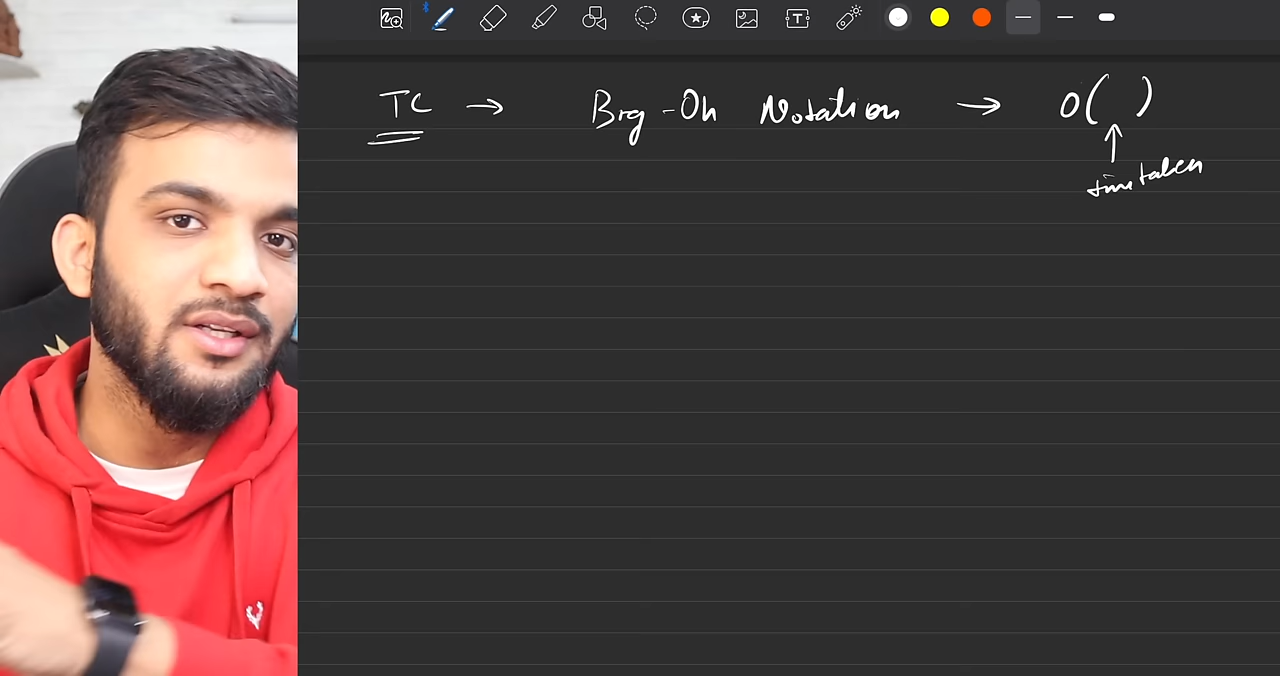 TC → Big-Oh Notation → O( )
↑
time taken